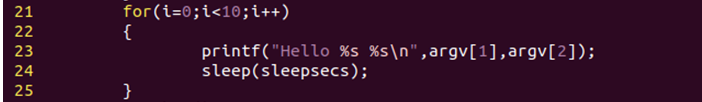 21 for(i=0;i<10;i++)
22 {
23 printf("Hello %s %s\n",argv[1],argv[2]);
24 sleep(sleepsecs);
25 }